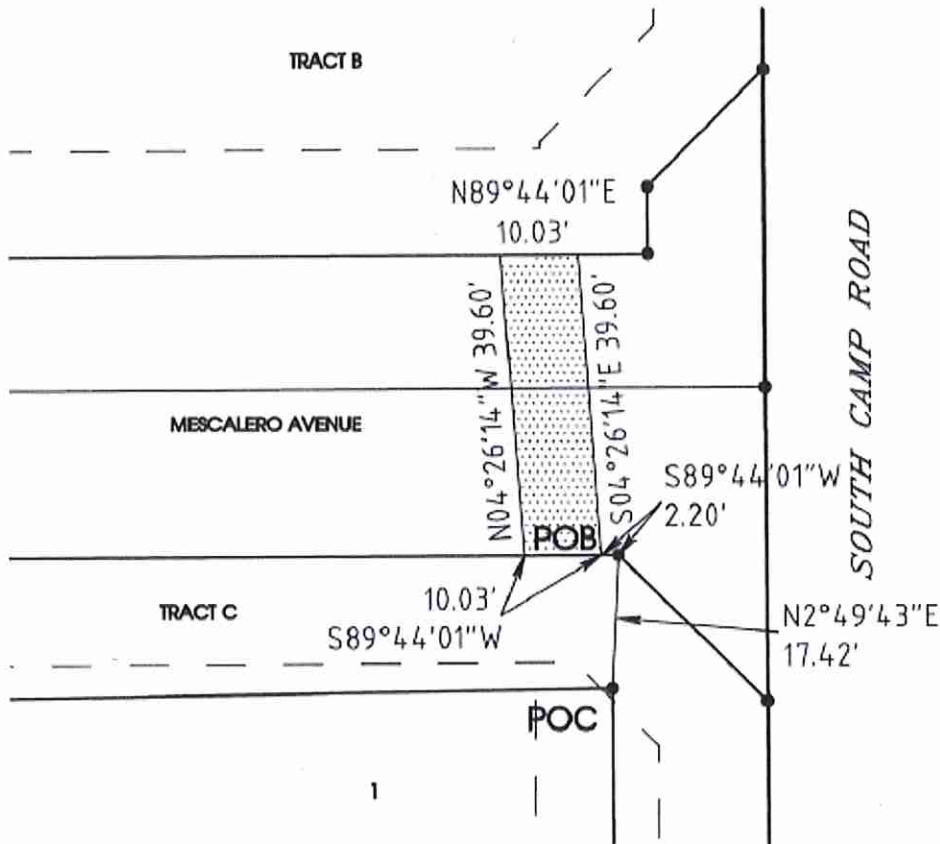 TRACT B
N89°44'01"E
10.03'
N04°26'14"W 39.60'
S04°26'14"E 39.60'
SOUTH CAMP ROAD
MESCALERO AVENUE
S89°44'01"W
2.20'
POB
10.03'
S89°44'01"W
TRACT C
N2°49'43"E
17.42'
POC
1